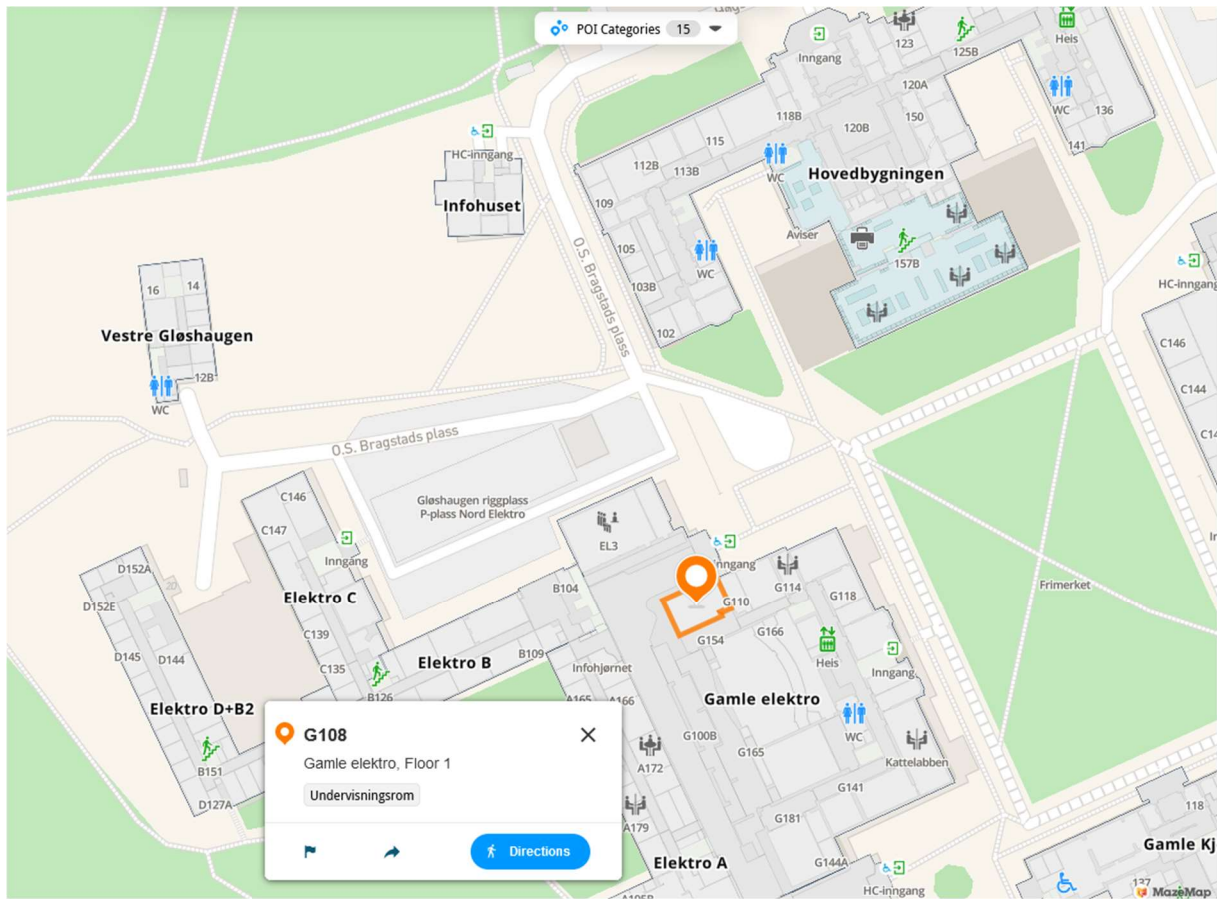 POI Categories 15
123
125B
Heis
Inngang
120A
WC
136
118B
120B
150
115
141
HC-inngang
112B
113B
WC
Hovedbygningen
Infohuset
109
Aviser
105
157B
WC
HC-inngang
O.S. Bragstads plass
16
14
103B
102
Vestre Gløshaugen
C146
12B
C144
WC
O.S. Bragstads plass
Gløshaugen riggplass
P-plass Nord Elektro
C146
C147
EL3
Inngang
Inngang
D152A
B104
Frimerket
D152E
Elektro C
G110
G114
G118
C139
G154
G166
D145
D144
C135
Elektro B
B109
Infohjørnet
Heis
Inngang
B126
A165
A166
Gamle elektro
Elektro D+B2
G100B
WC
G165
Kattelabben
B151
A172
G141
D127A
A179
G181
118
Elektro A
G144A
Gamle Kj
HC-inngang
137
A195B
MazeMap
G108
Gamle elektro, Floor 1
Undervisningsrom
Directions